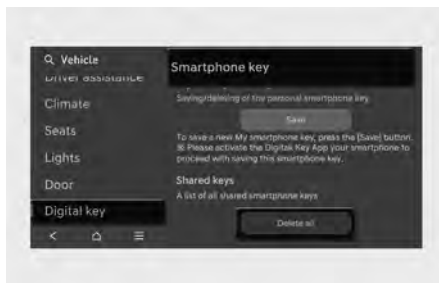 Vehicle
Driver assistance
Climate
Seats
Lights
Door
Digital key
Smartphone key
Saving/deleting of the personal smartphone key
Save
To save a new My smartphone key, press the [Save] button.
※ Please activate the Digital Key App your smartphone to
proceed with saving this smartphone key.
Shared keys
A list of all shared smartphone keys
Delete all